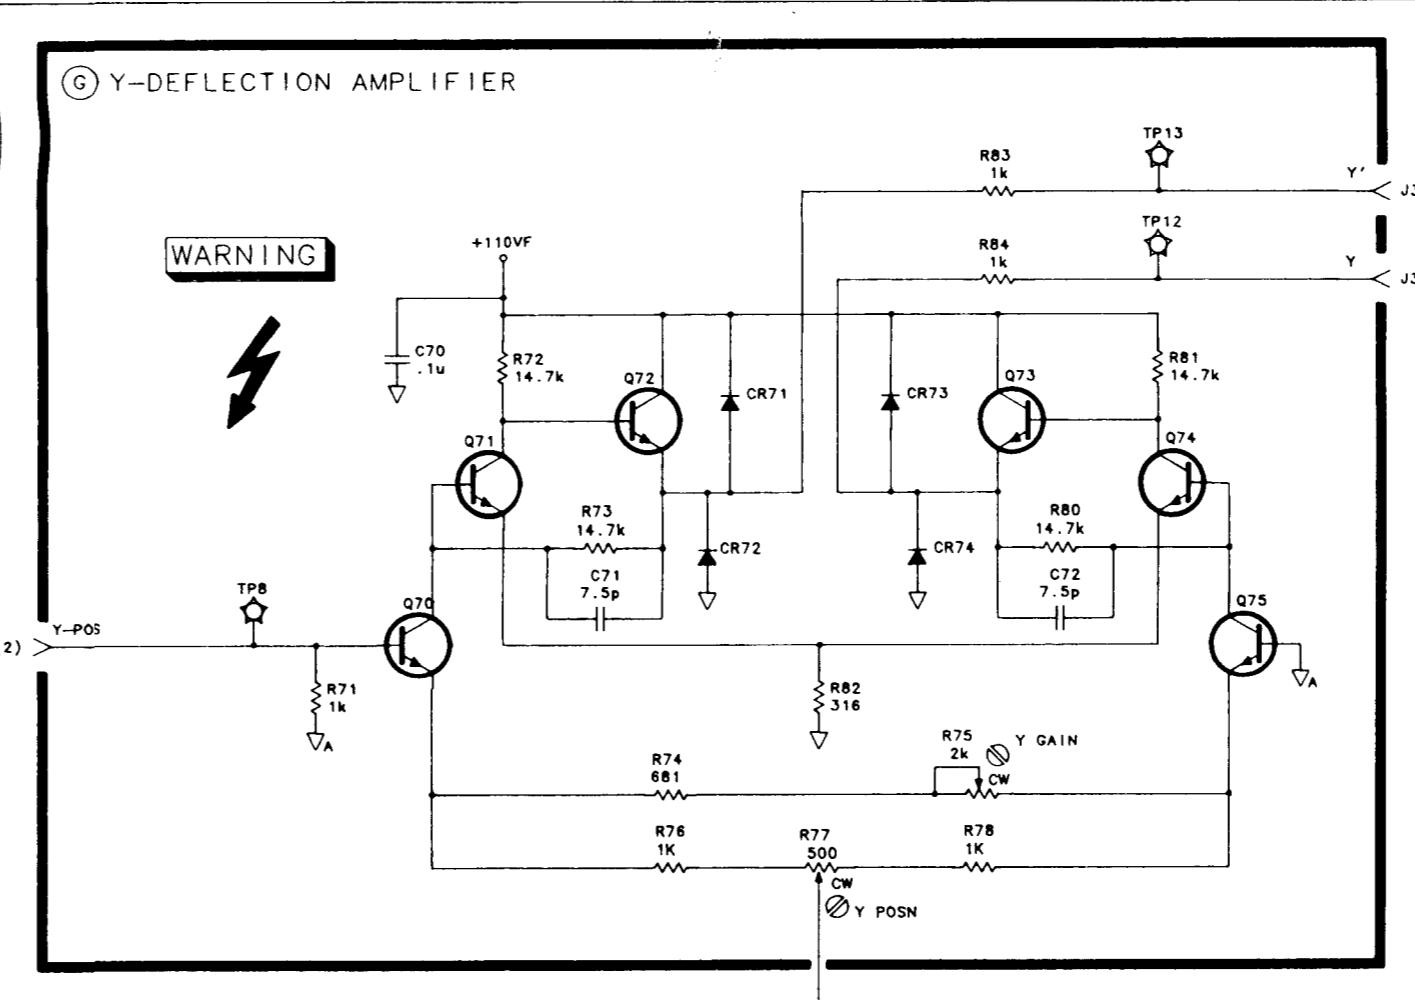 G Y-DEFLECTION AMPLIFIER
TP13
R83
1k
Y'
J3
WARNING
+110VF
TP12
R84
1k
Y
J3
C70
.1u
R72
14.7k
Q72
CR71
CR73
Q73
R81
14.7k
Q71
Q74
R73
14.7k
CR72
CR74
R80
14.7k
C71
7.5p
C72
7.5p
TP8
Q70
Q75
2)
Y-POS
R71
1k
A
R82
316
A
R74
681
R75
2k
Y GAIN
CW
R76
1K
R77
500
R78
1K
CW
Y POSN